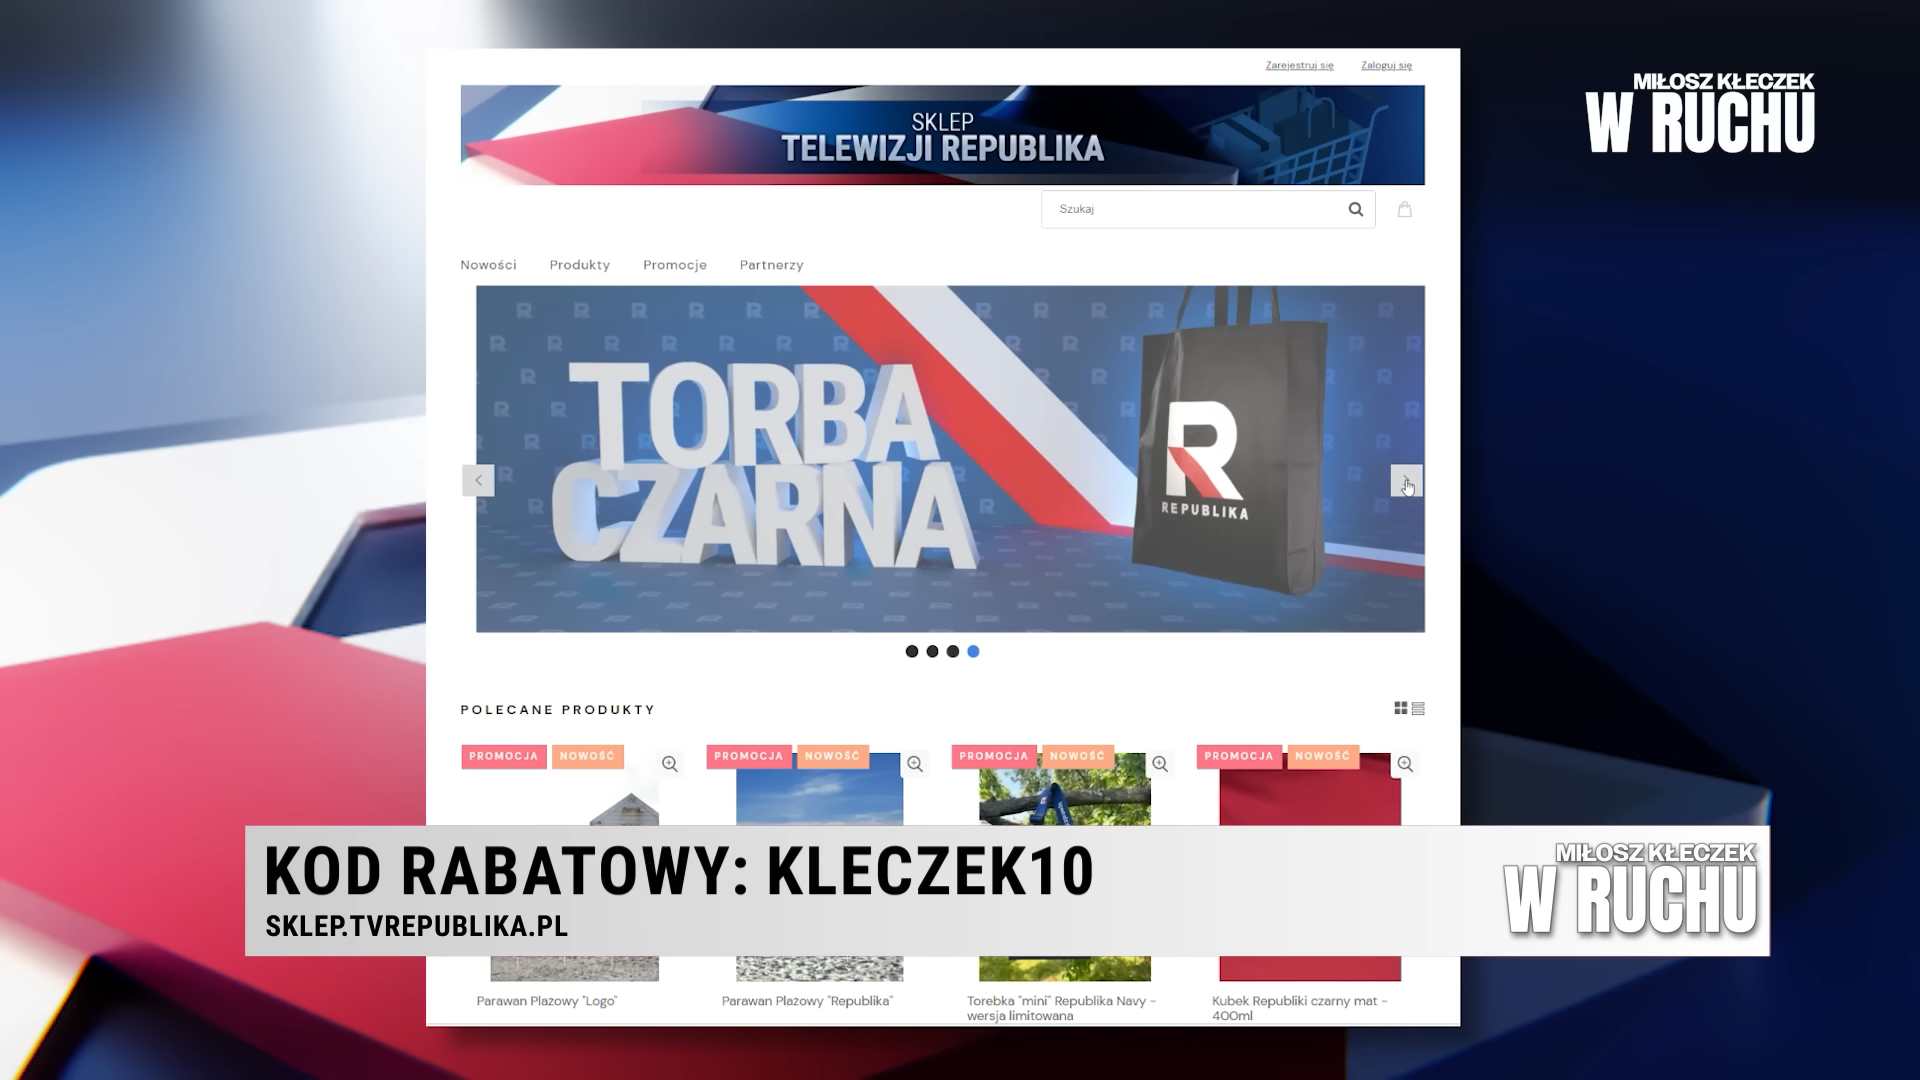 Zarejestruj się Zaloguj się
MIŁOSZ KŁECZEK
W RUCHU
SKLEP
TELEWIZJI REPUBLIKA
Szukaj
Nowości Produkty Promocje Partnerzy
TORBA
CZARNA
R
REPUBLIKA
POLECANE PRODUKTY
PROMOCJA NOWOŚĆ PROMOCJA NOWOŚĆ PROMOCJA NOWOŚĆ PROMOCJA NOWOŚĆ
KOD RABATOWY: KLECZEK10
SKLEP.TVREPUBLIKA.PL
MIŁOSZ KŁECZEK
W RUCHU
Parawan Plażowy "Logo"
Parawan Plażowy "Republika"
Torebka "mini" Republika Navy -
wersja limitowana
Kubek Republiki czarny mat -
400ml